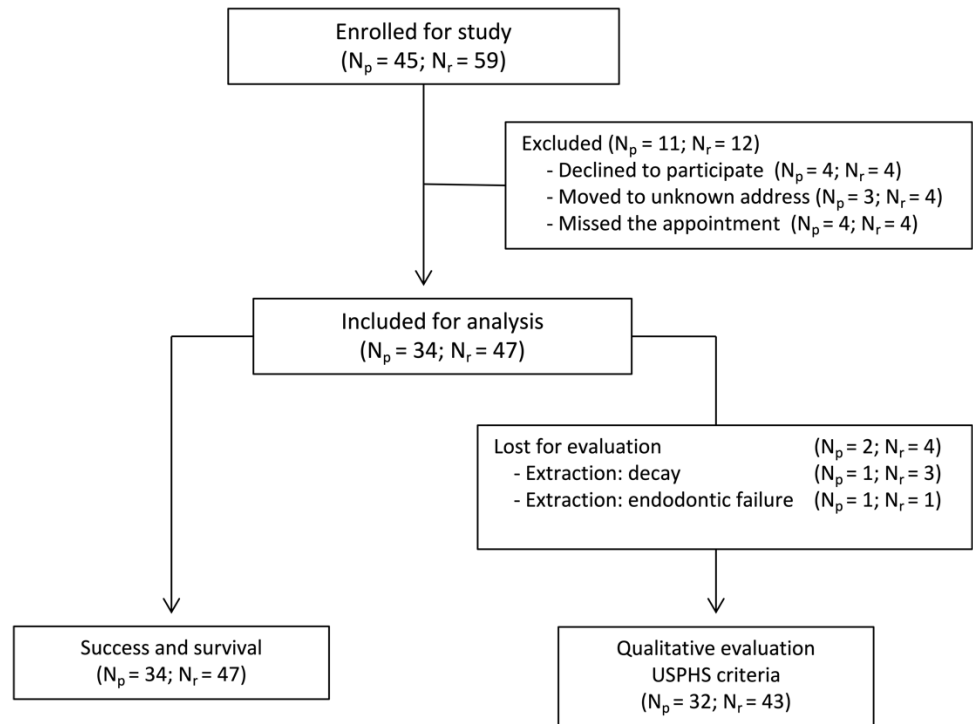 Enrolled for study
(Nₚ = 45; Nᵣ = 59)
Excluded (Nₚ = 11; Nᵣ = 12)
- Declined to participate (Nₚ = 4; Nᵣ = 4)
- Moved to unknown address (Nₚ = 3; Nᵣ = 4)
- Missed the appointment (Nₚ = 4; Nᵣ = 4)
Included for analysis
(Nₚ = 34; Nᵣ = 47)
Lost for evaluation (Nₚ = 2; Nᵣ = 4)
- Extraction: decay (Nₚ = 1; Nᵣ = 3)
- Extraction: endodontic failure (Nₚ = 1; Nᵣ = 1)
Success and survival
(Nₚ = 34; Nᵣ = 47)
Qualitative evaluation
USPHS criteria
(Nₚ = 32; Nᵣ = 43)